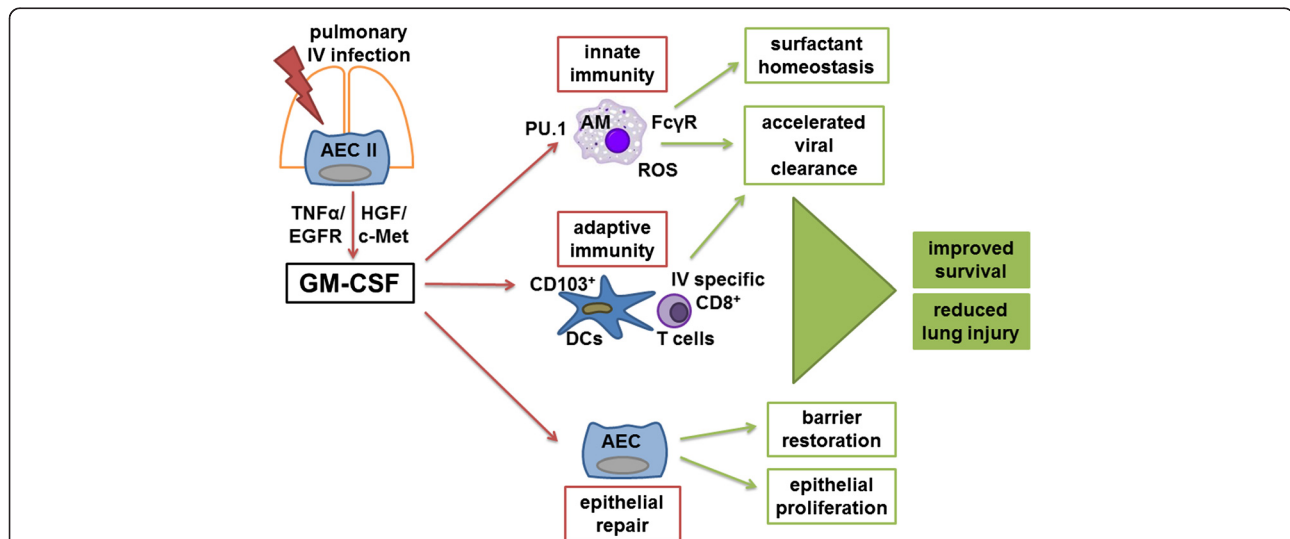 pulmonary
IV infection
AEC II
TNFα/
EGFR
HGF/
c-Met
GM-CSF
innate
immunity
PU.1
AM
FcγR
ROS
adaptive
immunity
CD103⁺
DCs
IV specific
CD8⁺
T cells
AEC
epithelial
repair
surfactant
homeostasis
accelerated
viral
clearance
improved
survival
reduced
lung injury
barrier
restoration
epithelial
proliferation